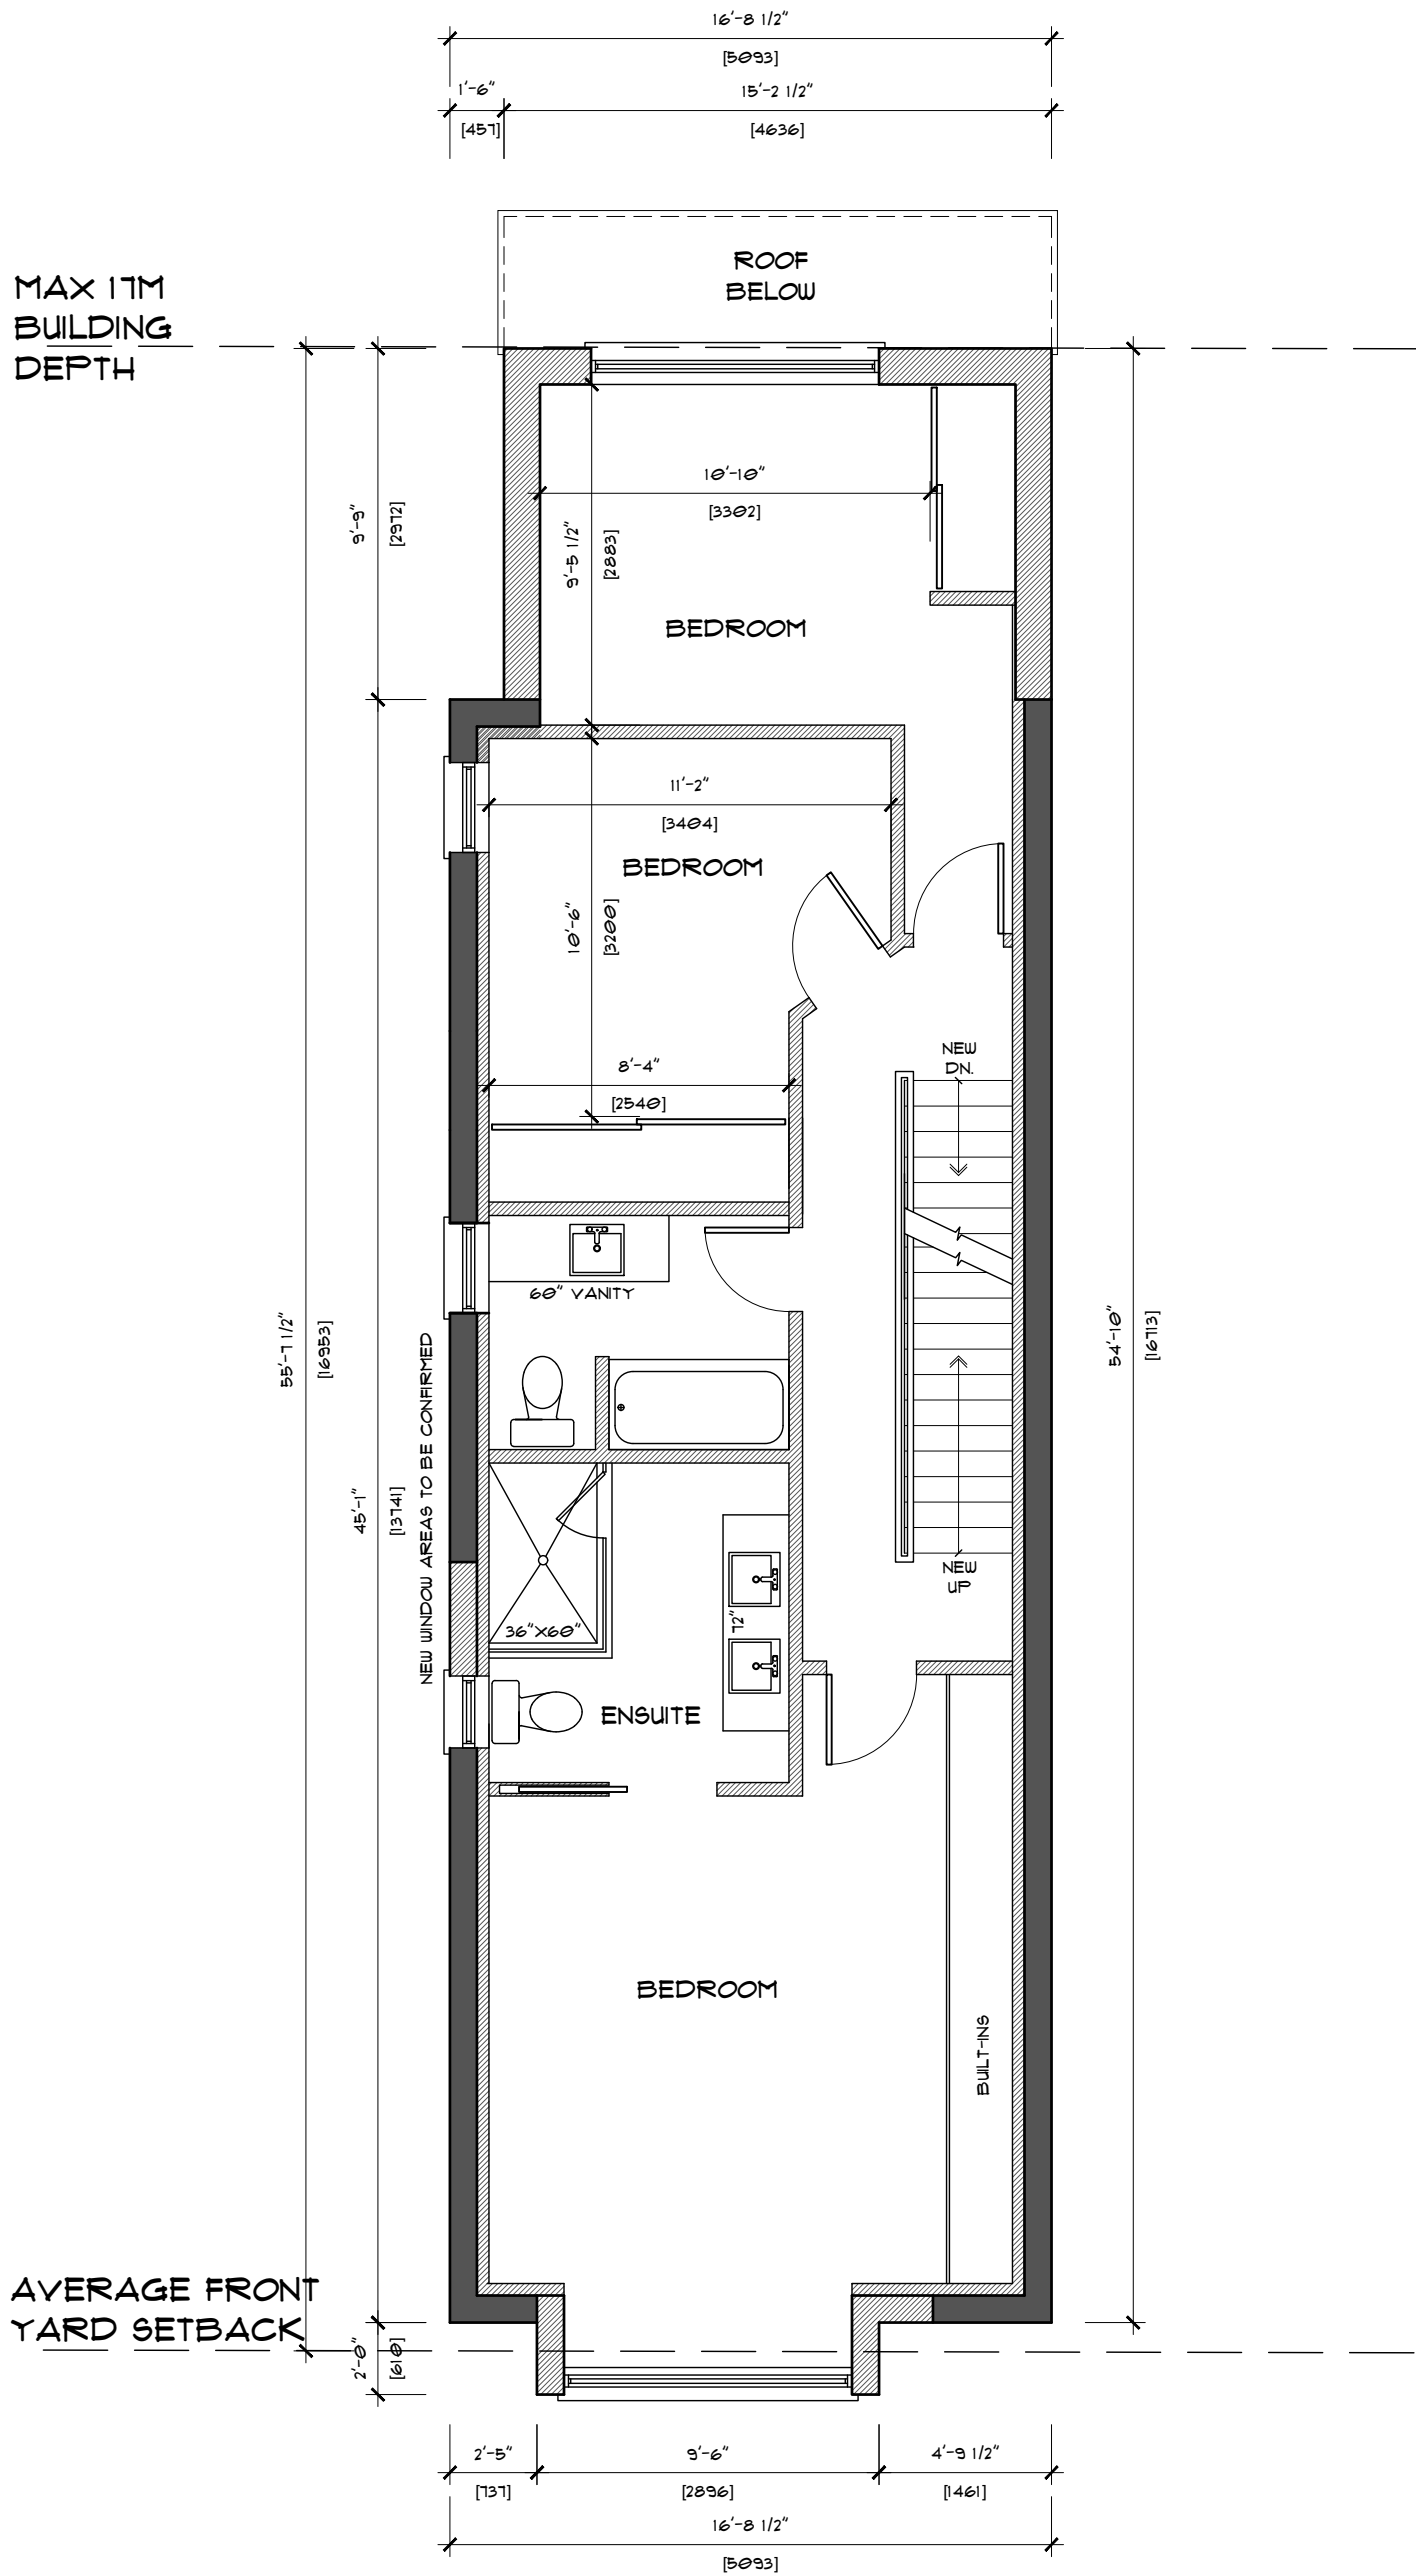 16'-8 1/2"
[5093]
1'-6"
15'-2 1/2"
[457]
[4636]
ROOF
BELOW
MAX 17M
BUILDING
DEPTH
10'-10"
[3302]
9'-9"
[2972]
9'-5 1/2"
[2883]
BEDROOM
11'-2"
[3404]
BEDROOM
10'-6"
[3200]
NEW
DN.
8'-4"
[2540]
60" VANITY
55'-7 1/2"
[16953]
54'-10"
[16713]
NEW WINDOW AREAS TO BE CONFIRMED
45'-1"
[13741]
NEW
UP
36"X60"
72"
ENSUITE
BEDROOM
BUILT-INS
AVERAGE FRONT
YARD SETBACK
2'-0"
[610]
2'-5"
9'-6"
4'-9 1/2"
[737]
[2896]
[1461]
16'-8 1/2"
[5093]